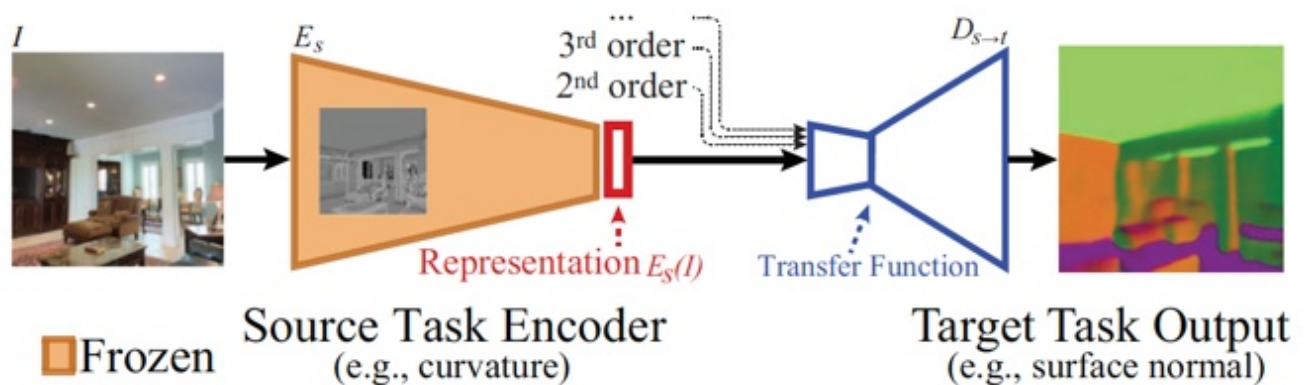 I
E_s
...
3rd order
2nd order
D_{s→t}
Representation E_s(I)
Transfer Function
Source Task Encoder
(e.g., curvature)
Target Task Output
(e.g., surface normal)
Frozen